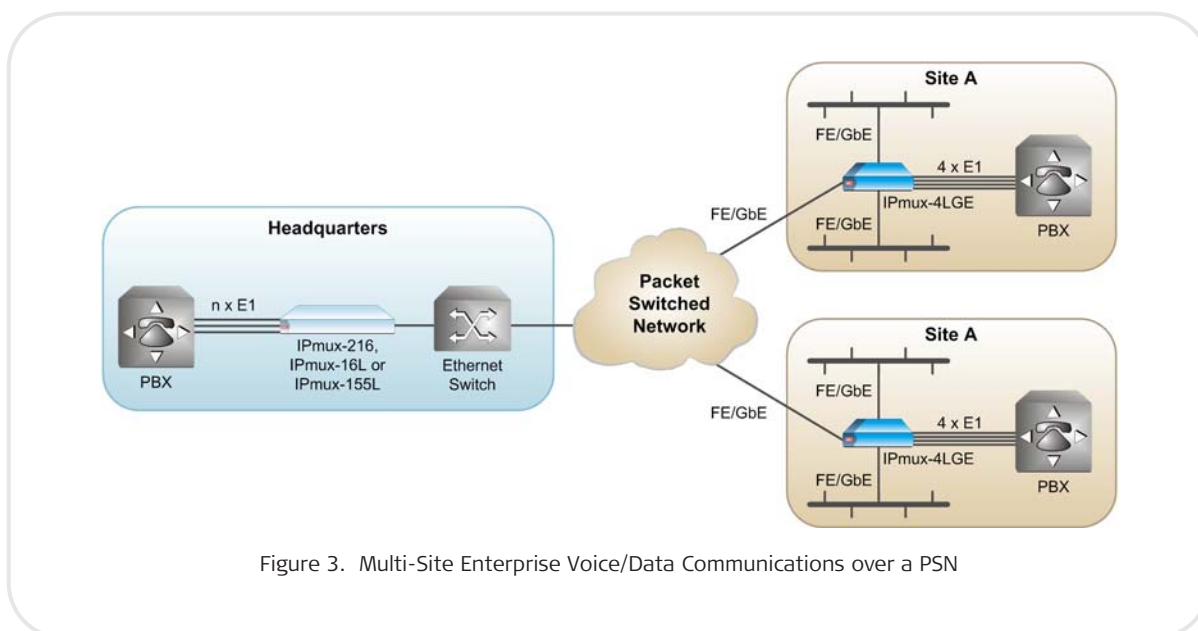 Headquarters
n x E1
PBX
IPmux-216,
IPmux-16L or
IPmux-155L
Ethernet
Switch
Packet
Switched
Network
FE/GbE
FE/GbE
Site A
FE/GbE
4 x E1
IPmux-4LGE
FE/GbE
PBX
Site A
FE/GbE
4 x E1
IPmux-4LGE
FE/GbE
PBX
Figure 3. Multi-Site Enterprise Voice/Data Communications over a PSN